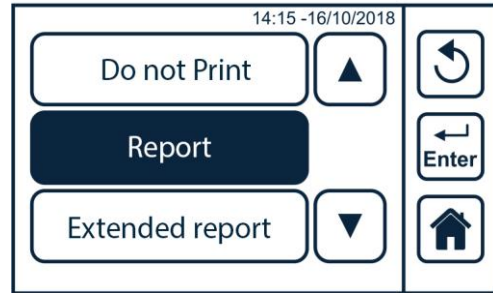 14:15 -16/10/2018
Do not Print
Report
Enter
Extended report